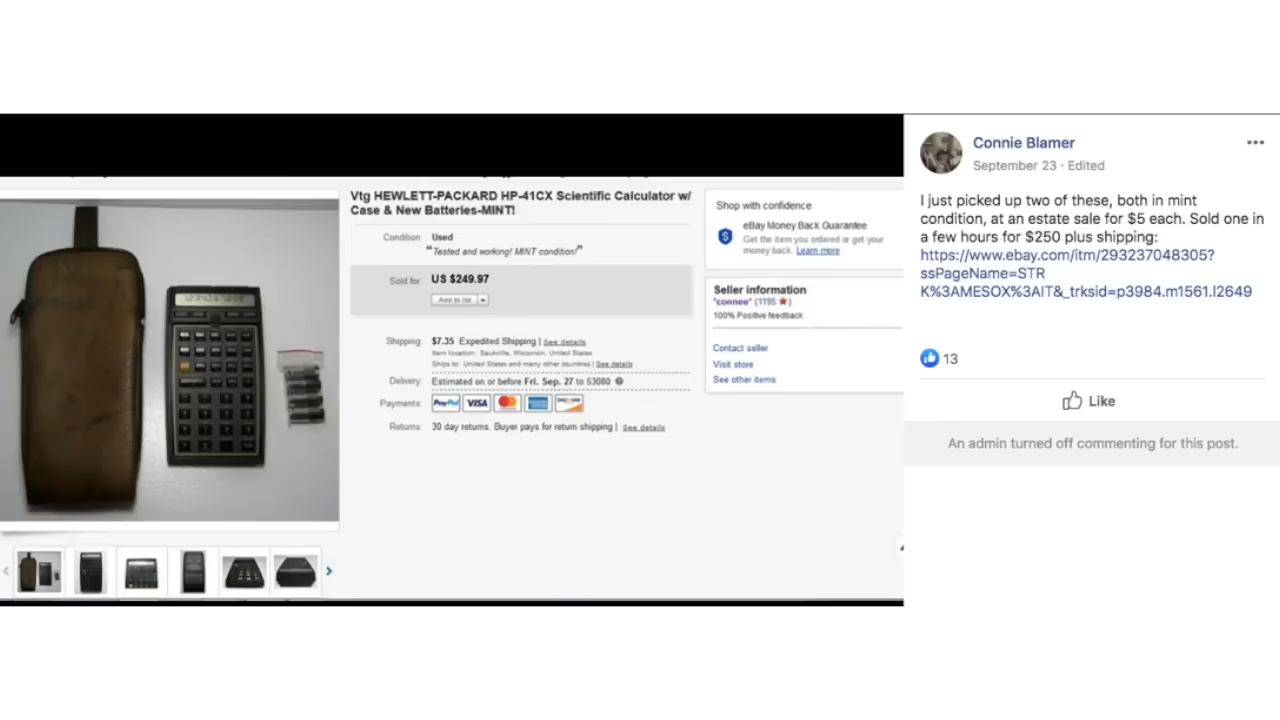 Vtg HEWLETT-PACKARD HP-41CX Scientific Calculator w/
Case & New Batteries-MINT!
Condition: Used
"Tested and working! MINT condition!"
Sold for: US $249.97
Add to list
Shipping: $7.35 Expedited Shipping | See details
Item location: Saukville, Wisconsin, United States
Ships to: United States and many other countries | See details
Delivery: Estimated on or before Fri. Sep. 27 to 53080
Payments: PayPal VISA
Returns: 30 day returns. Buyer pays for return shipping | See details
Shop with confidence
eBay Money Back Guarantee
Get the item you ordered or get your
money back. Learn more
Seller information
"connee" (1195 ★)
100% Positive feedback
Contact seller
Visit store
See other items
Connie Blamer
September 23 · Edited
I just picked up two of these, both in mint
condition, at an estate sale for $5 each. Sold one in
a few hours for $250 plus shipping:
https://www.ebay.com/itm/293237048305?
ssPageName=STR
K%3AMESOX%3AIT&_trksid=p3984.m1561.l2649
13
Like
An admin turned off commenting for this post.